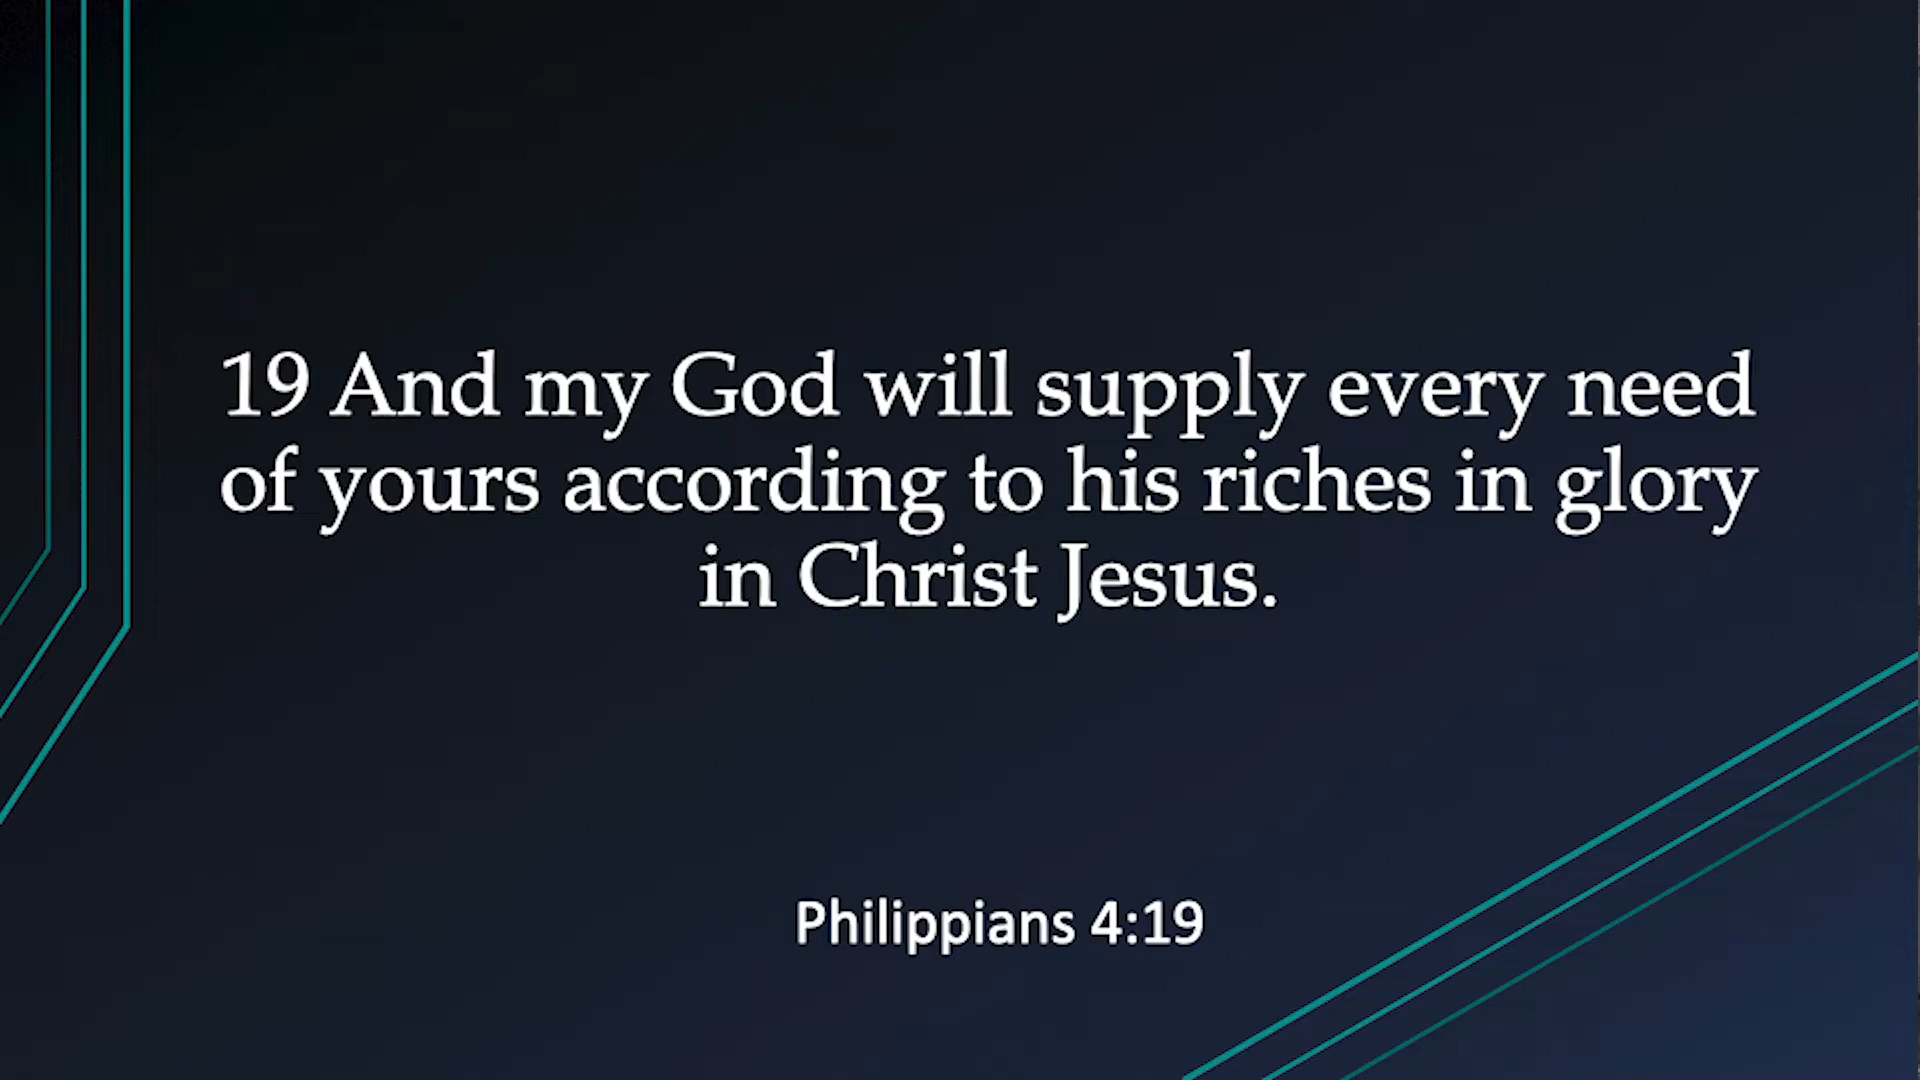 19 And my God will supply every need
of yours according to his riches in glory
in Christ Jesus.
Philippians 4:19